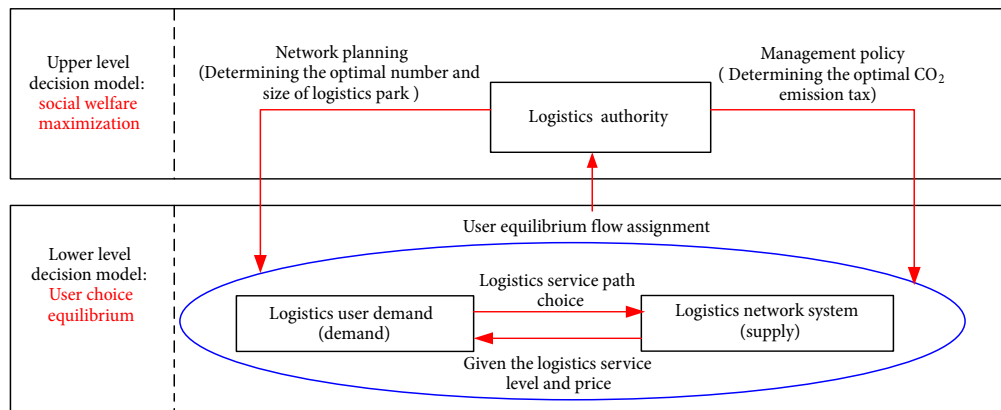 Upper level
decision model:
social welfare
maximization
Network planning
(Determining the optimal number and
size of logistics park )
Logistics authority
Management policy
( Determining the optimal CO₂
emission tax)
Lower level
decision model:
User choice
equilibrium
User equilibrium flow assignment
Logistics user demand
(demand)
Logistics service path
choice
Logistics network system
(supply)
Given the logistics service
level and price